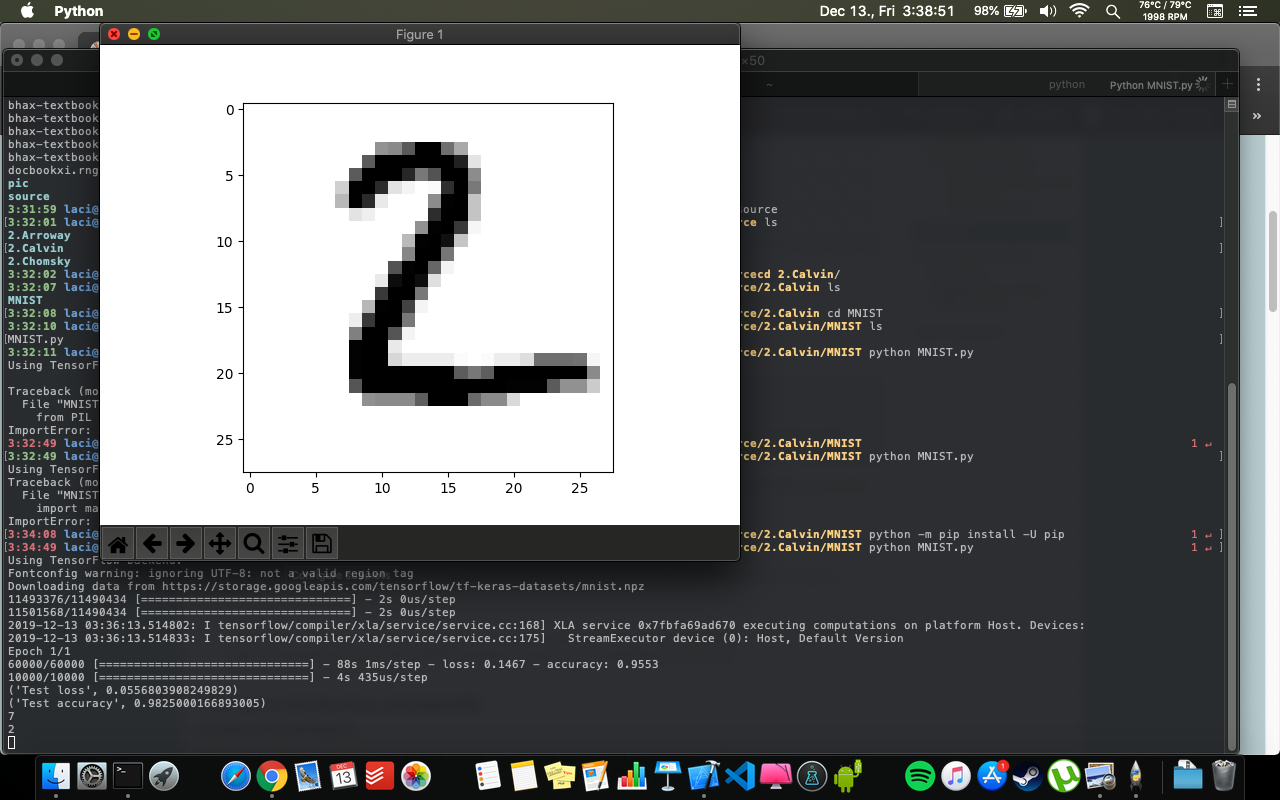 Python
Dec 13., Fri 3:38:51
98%
76°C / 79°C
1998 RPM
Figure 1
×50
~
python
Python MNIST.py
0
5
10
15
20
25
0 5 10 15 20 25
bhax-textbook
bhax-textbook
bhax-textbook
bhax-textbook
bhax-textbook
docbookxi.rng
pic
source
3:31:59 laci@ ource
[3:32:01 laci@ rce ls ]
2.Arroway
[2.Calvin ]
2.Chomsky
3:32:02 laci@ rcecd 2.Calvin/
3:32:07 laci@ rce/2.Calvin ls
MNIST
[3:32:08 laci@ rce/2.Calvin cd MNIST ]
3:32:10 laci@ rce/2.Calvin/MNIST ls
[MNIST.py ]
3:32:11 laci@ rce/2.Calvin/MNIST python MNIST.py
Using TensorF
Traceback (mo
File "MNIST
from PIL
ImportError:
3:32:49 laci@ rce/2.Calvin/MNIST 1 ↵
3:32:49 laci@ rce/2.Calvin/MNIST python MNIST.py ]
Using TensorF
Traceback (mo
File "MNIST
import ma
ImportError:
[3:34:08 laci@ rce/2.Calvin/MNIST python -m pip install -U pip 1 ↵ ]
[3:34:49 laci@ rce/2.Calvin/MNIST python MNIST.py 1 ↵ ]
Using TensorFlow backend.
Fontconfig warning: ignoring UTF-8: not a valid region tag
Downloading data from https://storage.googleapis.com/tensorflow/tf-keras-datasets/mnist.npz
11493376/11490434 [==============================] - 2s 0us/step
11501568/11490434 [==============================] - 2s 0us/step
2019-12-13 03:36:13.514802: I tensorflow/compiler/xla/service/service.cc:168] XLA service 0x7fbfa69ad670 executing computations on platform Host. Devices:
2019-12-13 03:36:13.514833: I tensorflow/compiler/xla/service/service.cc:175] StreamExecutor device (0): Host, Default Version
Epoch 1/1
60000/60000 [==============================] - 88s 1ms/step - loss: 0.1467 - accuracy: 0.9553
10000/10000 [==============================] - 4s 435us/step
('Test loss', 0.0556803908249829)
('Test accuracy', 0.9825000166893005)
7
2
DEC
13
1